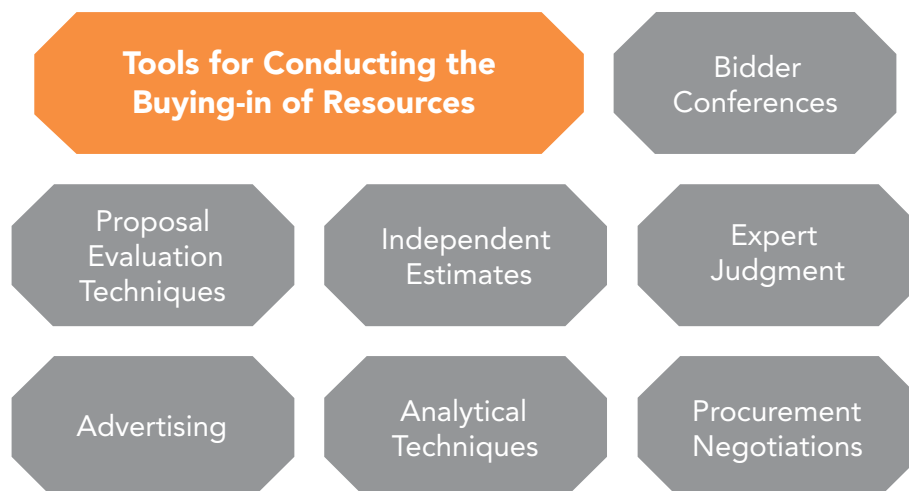 Tools for Conducting the
Buying-in of Resources
Bidder
Conferences
Proposal
Evaluation
Techniques
Independent
Estimates
Expert
Judgment
Advertising
Analytical
Techniques
Procurement
Negotiations